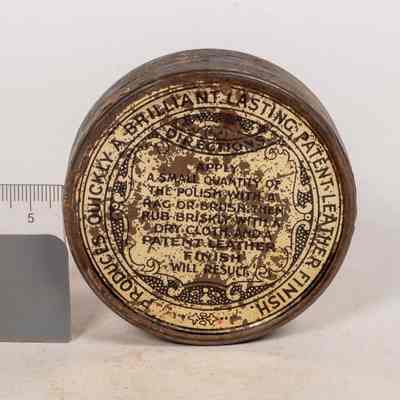 PRODUCES QUICKLY A BRILLIANT LASTING PATENT LEATHER FINISH
DIRECTIONS
APPLY
A SMALL QUANTITY OF
THE POLISH WITH A
RAG OR BRUSH, THEN
RUB BRISKLY WITH A
DRY CLOTH AND A
PATENT LEATHER
FINISH
WILL RESULT
5